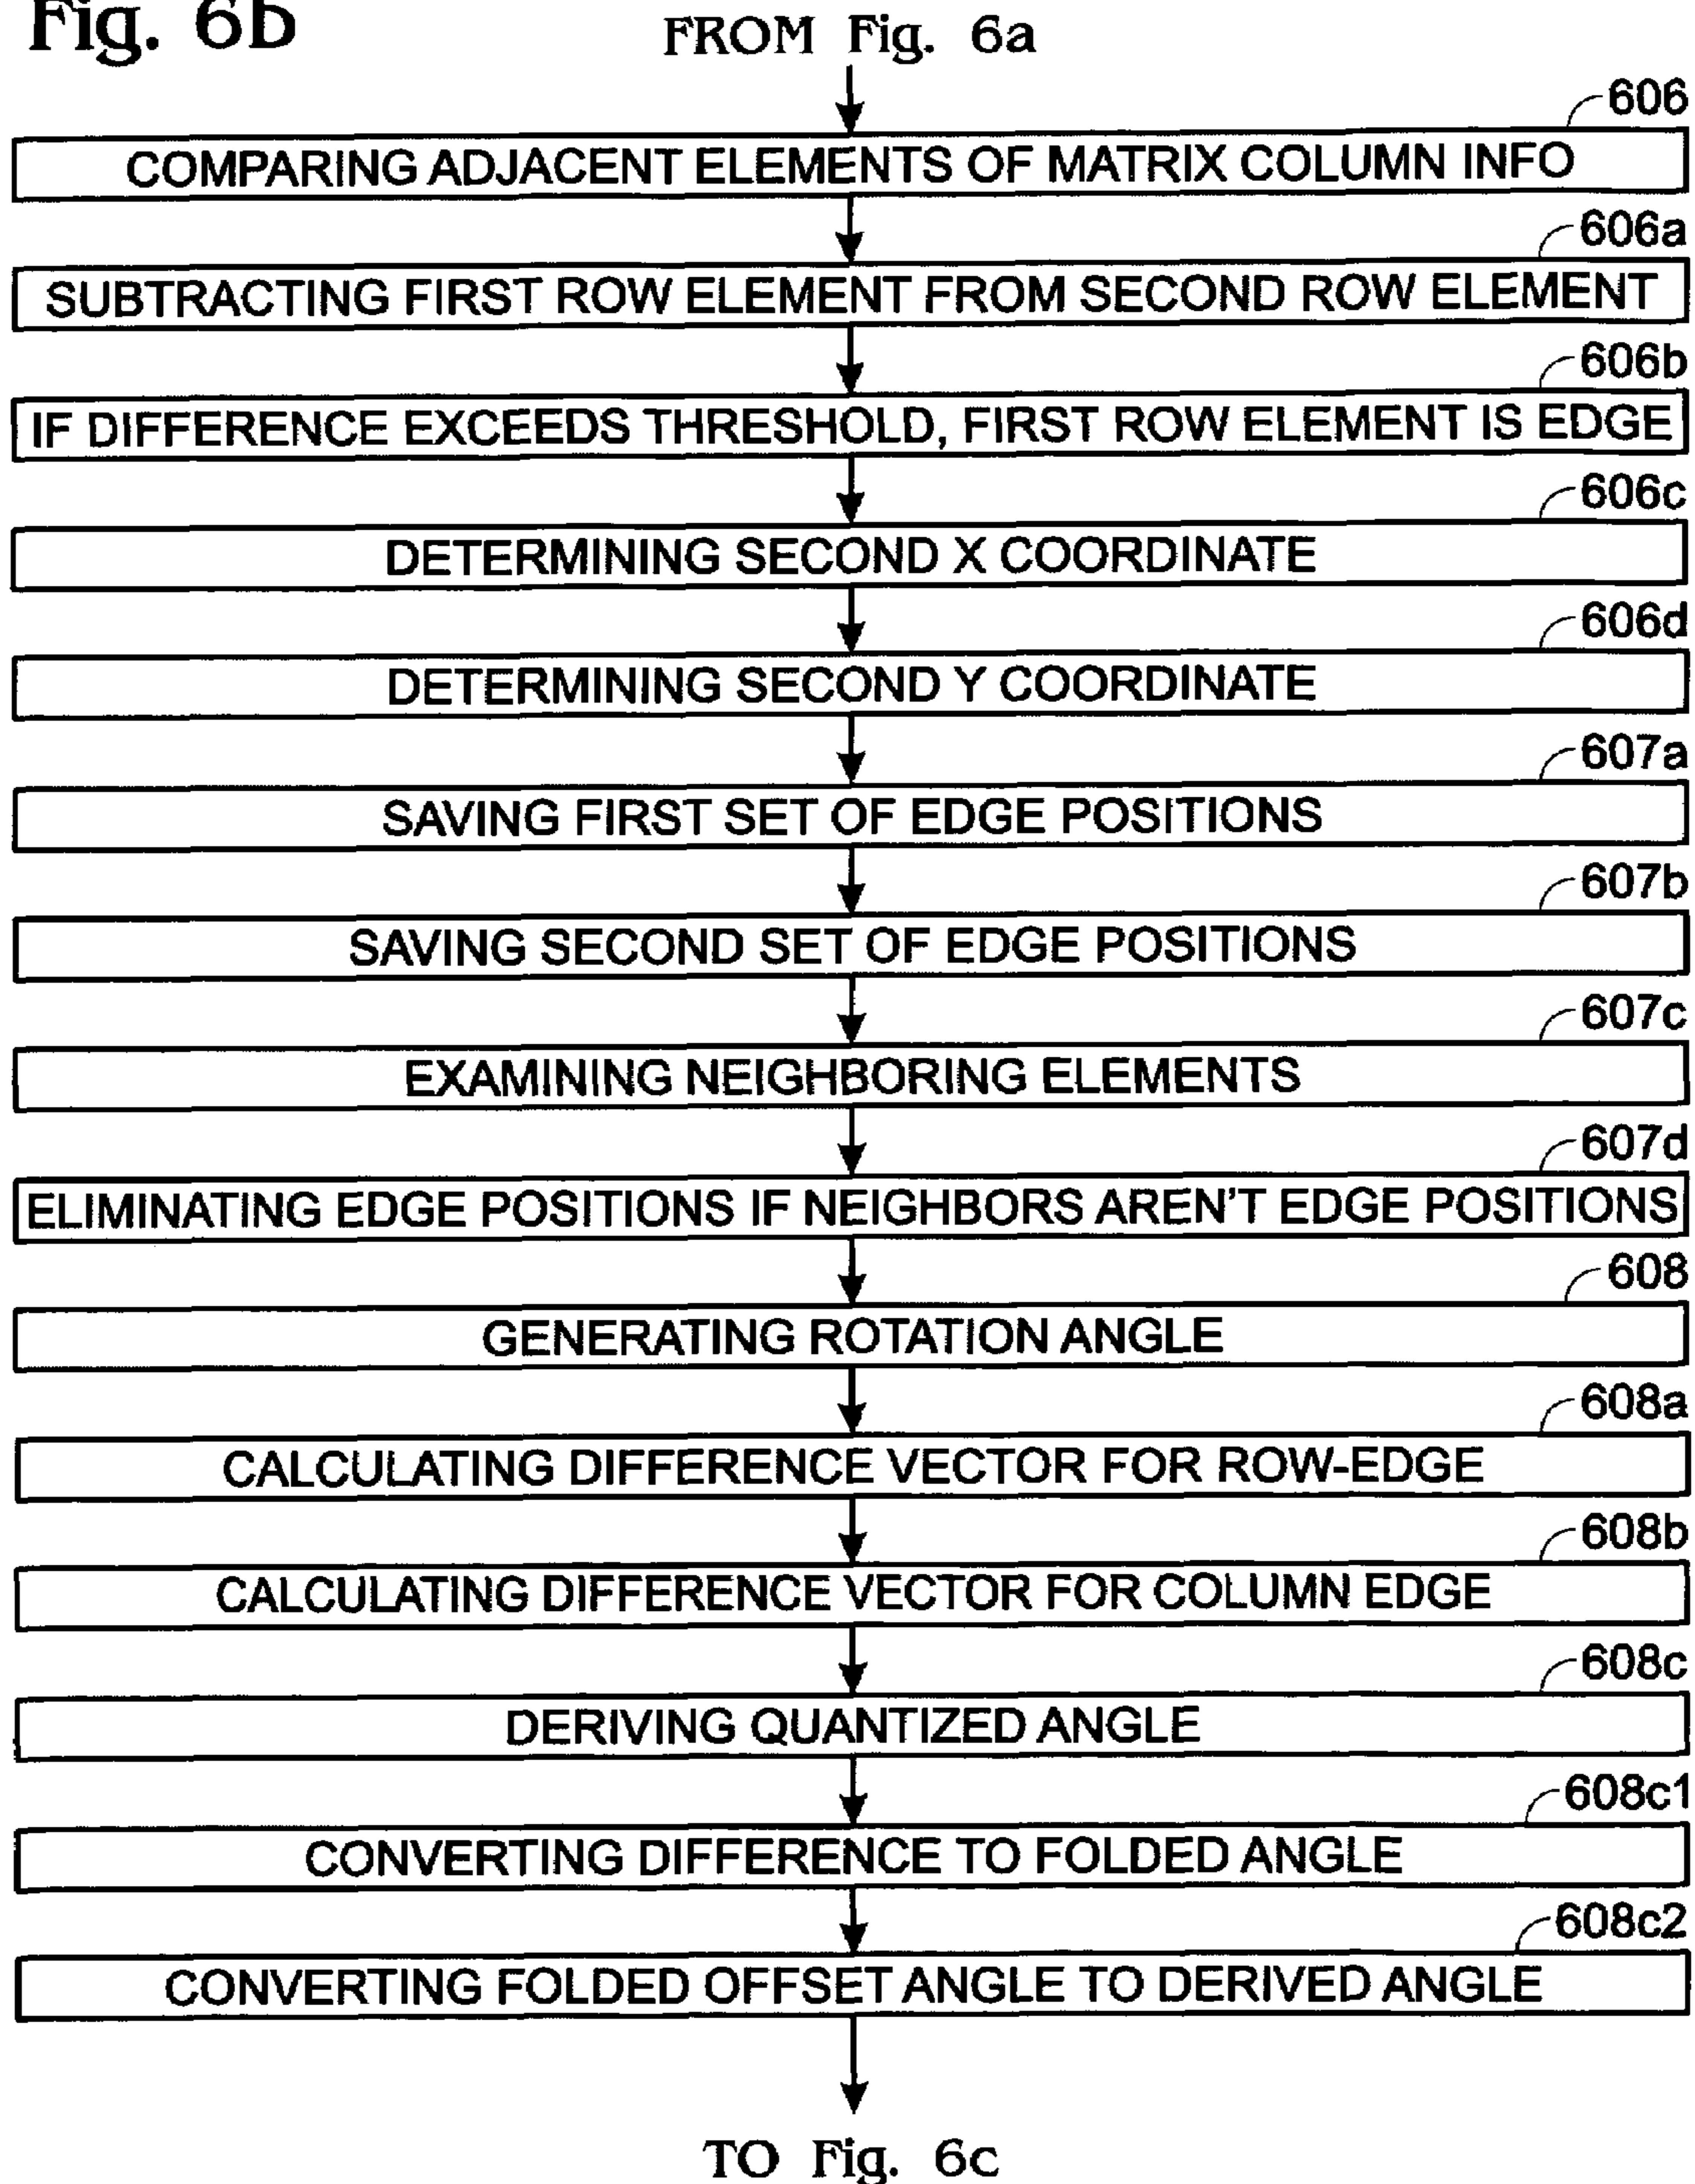 Fig. 6b
FROM Fig. 6a
606
COMPARING ADJACENT ELEMENTS OF MATRIX COLUMN INFO
606a
SUBTRACTING FIRST ROW ELEMENT FROM SECOND ROW ELEMENT
606b
IF DIFFERENCE EXCEEDS THRESHOLD, FIRST ROW ELEMENT IS EDGE
606c
DETERMINING SECOND X COORDINATE
606d
DETERMINING SECOND Y COORDINATE
607a
SAVING FIRST SET OF EDGE POSITIONS
607b
SAVING SECOND SET OF EDGE POSITIONS
607c
EXAMINING NEIGHBORING ELEMENTS
607d
ELIMINATING EDGE POSITIONS IF NEIGHBORS AREN'T EDGE POSITIONS
608
GENERATING ROTATION ANGLE
608a
CALCULATING DIFFERENCE VECTOR FOR ROW-EDGE
608b
CALCULATING DIFFERENCE VECTOR FOR COLUMN EDGE
608c
DERIVING QUANTIZED ANGLE
608c1
CONVERTING DIFFERENCE TO FOLDED ANGLE
608c2
CONVERTING FOLDED OFFSET ANGLE TO DERIVED ANGLE
TO Fig. 6c